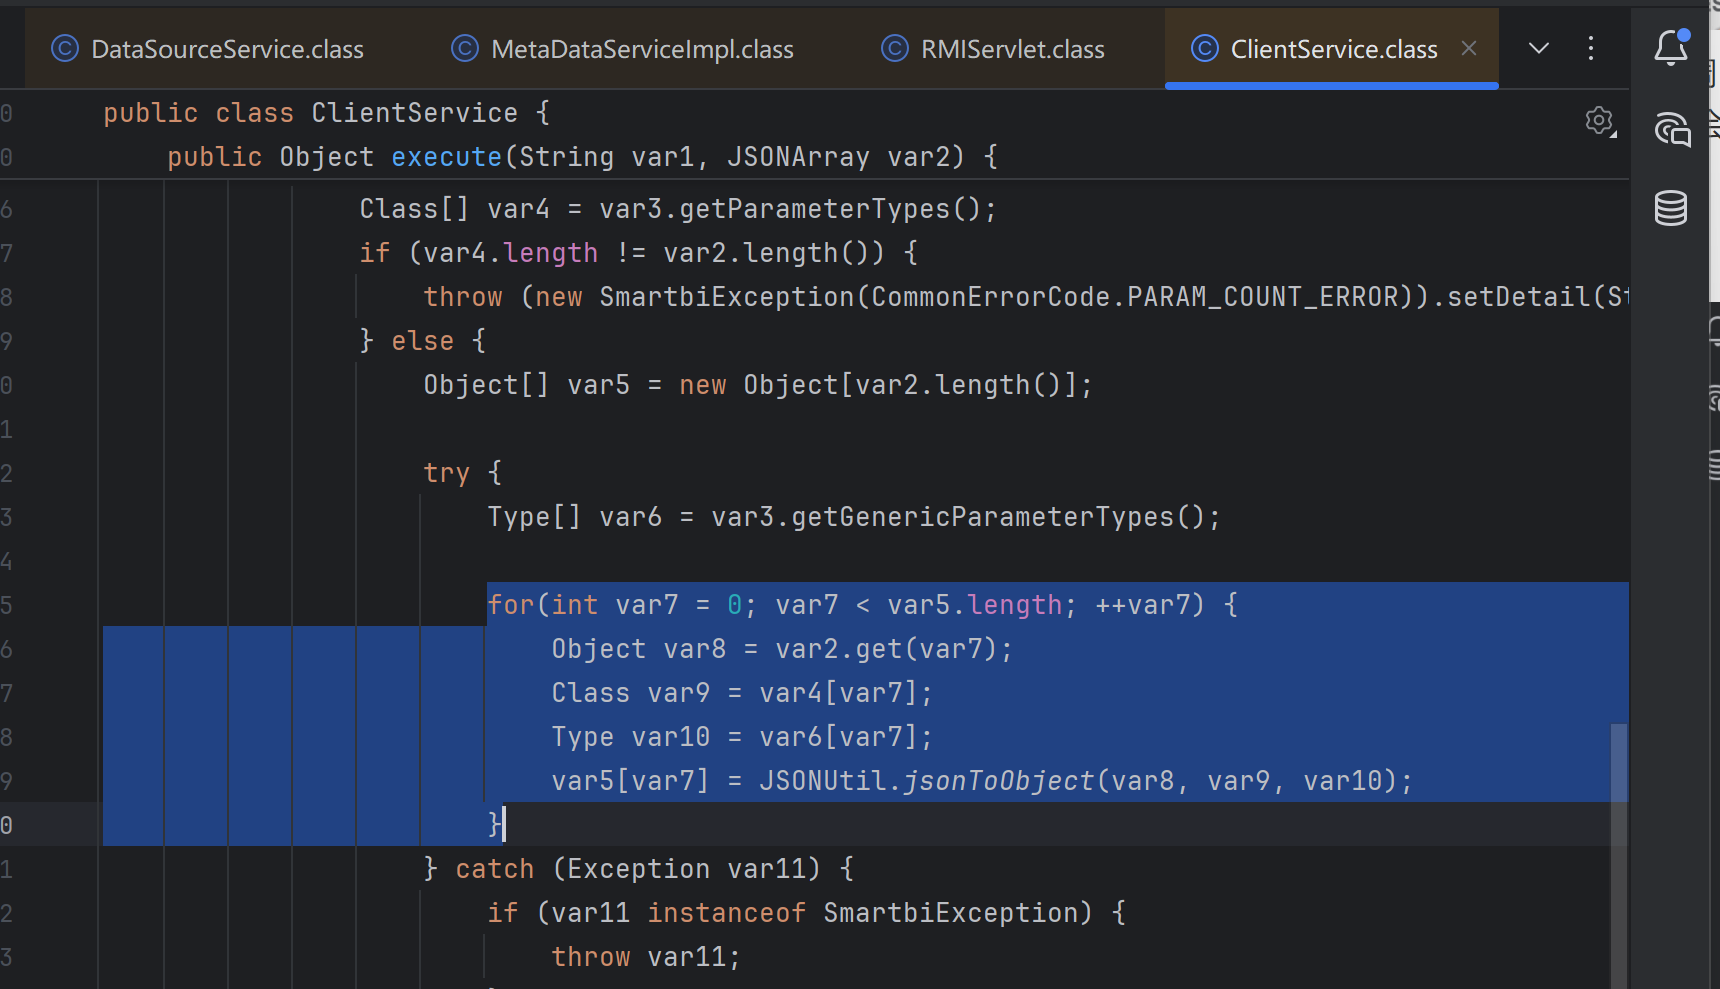 DataSourceService.class MetaDataServiceImpl.class RMIServlet.class ClientService.class
0 public class ClientService {
0 public Object execute(String var1, JSONArray var2) {
6 Class[] var4 = var3.getParameterTypes();
7 if (var4.length != var2.length()) {
8 throw (new SmartbiException(CommonErrorCode.PARAM_COUNT_ERROR)).setDetail(St
9 } else {
0 Object[] var5 = new Object[var2.length()];
1
2 try {
3 Type[] var6 = var3.getGenericParameterTypes();
4
5 for(int var7 = 0; var7 < var5.length; ++var7) {
6 Object var8 = var2.get(var7);
7 Class var9 = var4[var7];
8 Type var10 = var6[var7];
9 var5[var7] = JSONUtil.jsonToObject(var8, var9, var10);
0 }
1 } catch (Exception var11) {
2 if (var11 instanceof SmartbiException) {
3 throw var11;